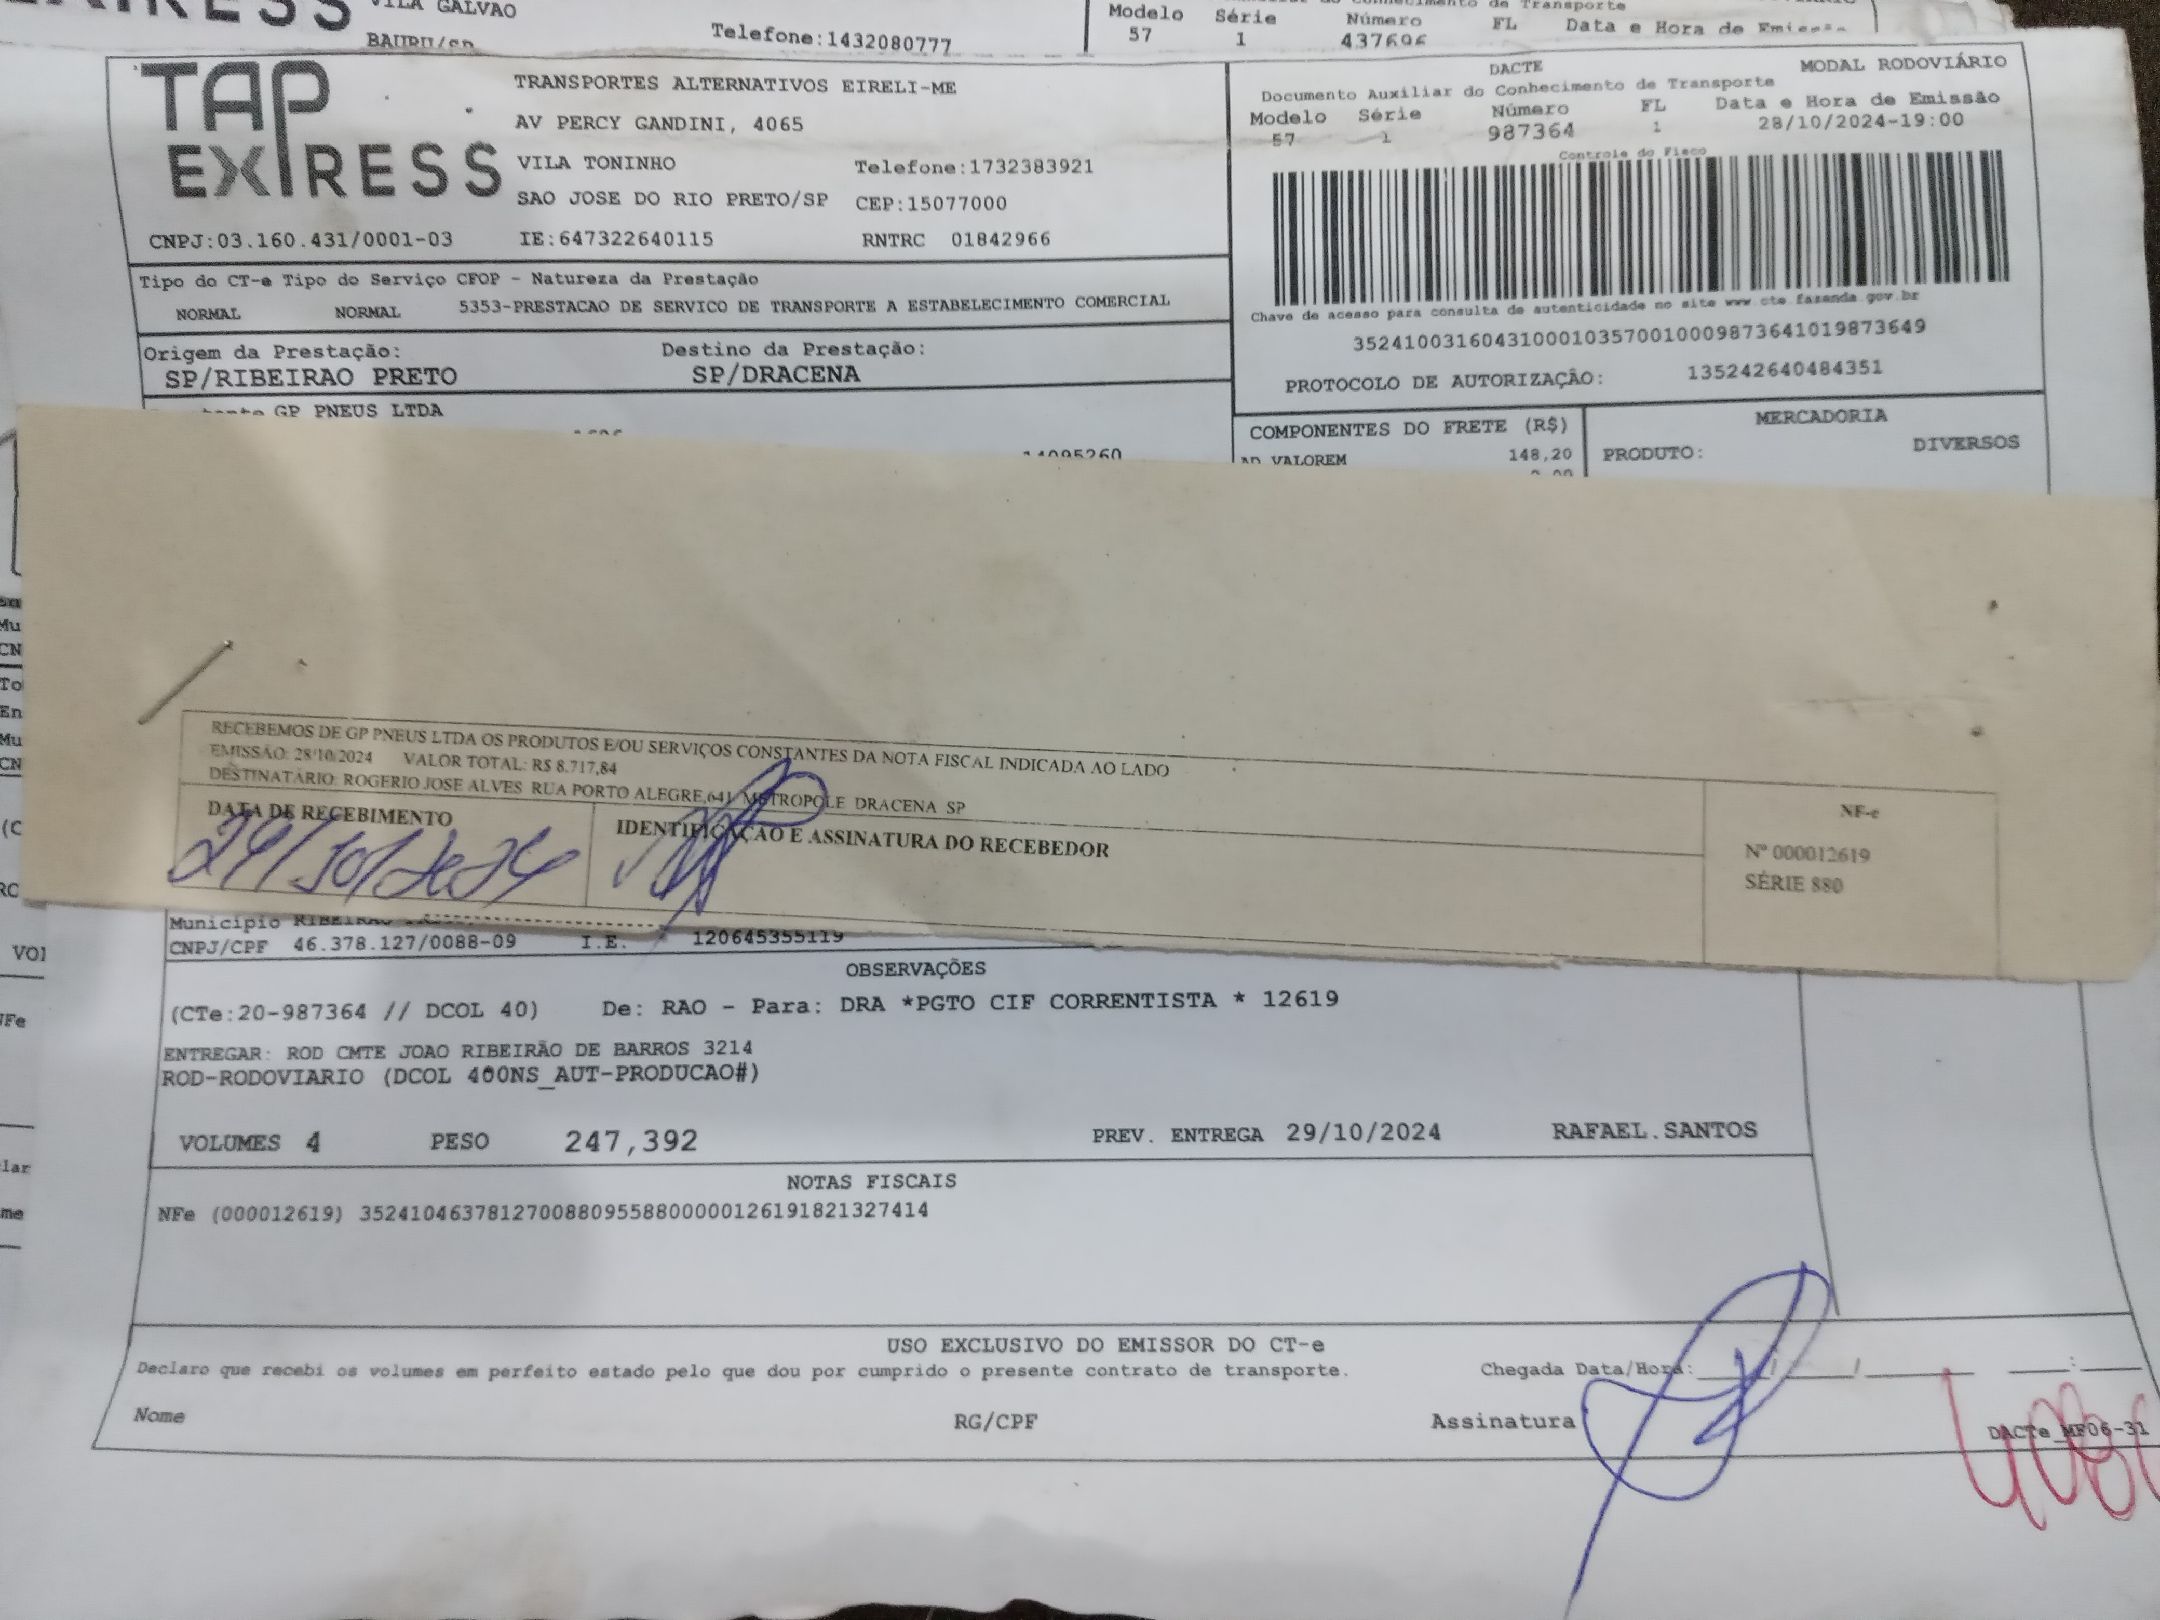 VILA GALVAO
BAURU/SP
Telefone:1432080777
Modelo Série Número FL Data e Hora de Emissão
57 1 437696
TAP EXPRESS
TRANSPORTES ALTERNATIVOS EIRELI-ME
AV PERCY GANDINI, 4065
VILA TONINHO Telefone:1732383921
SAO JOSE DO RIO PRETO/SP CEP:15077000
CNPJ:03.160.431/0001-03 IE:647322640115 RNTRC 01842966
DACTE MODAL RODOVIÁRIO
Documento Auxiliar do Conhecimento de Transporte
Modelo Série Número FL Data e Hora de Emissão
57 1 987364 1 28/10/2024-19:00
Controle do Fisco
Chave de acesso para consulta de autenticidade no site www.cte.fazenda.gov.br
35241003160431000103570010009873641019873649
PROTOCOLO DE AUTORIZAÇÃO: 135242640484351
Tipo do CT-e Tipo do Serviço CFOP - Natureza da Prestação
NORMAL NORMAL 5353-PRESTACAO DE SERVICO DE TRANSPORTE A ESTABELECIMENTO COMERCIAL
Origem da Prestação: Destino da Prestação:
SP/RIBEIRAO PRETO SP/DRACENA
GP PNEUS LTDA
14095260
COMPONENTES DO FRETE (R$) MERCADORIA
AD VALOREM 148,20 PRODUTO: DIVERSOS
RECEBEMOS DE GP PNEUS LTDA OS PRODUTOS E/OU SERVIÇOS CONSTANTES DA NOTA FISCAL INDICADA AO LADO
EMISSÃO: 28/10/2024 VALOR TOTAL: R$ 8.717,84
DESTINATÁRIO: ROGERIO JOSE ALVES RUA PORTO ALEGRE,641 METROPOLE DRACENA SP
DATA DE RECEBIMENTO IDENTIFICAÇÃO E ASSINATURA DO RECEBEDOR
29/10/2024
NF-e
Nº 000012619
SÉRIE 880
Município RIBEIRAO
CNPJ/CPF 46.378.127/0088-09 I.E. 120645355119
OBSERVAÇÕES
(CTe:20-987364 // DCOL 40) De: RAO - Para: DRA *PGTO CIF CORRENTISTA * 12619
ENTREGAR: ROD CMTE JOAO RIBEIRÃO DE BARROS 3214
ROD-RODOVIARIO (DCOL 400NS_AUT-PRODUCAO#)
VOLUMES 4 PESO 247,392 PREV. ENTREGA 29/10/2024 RAFAEL.SANTOS
NOTAS FISCAIS
NFe (000012619) 35241046378127008809558800000126191821327414
USO EXCLUSIVO DO EMISSOR DO CT-e
Declaro que recebi os volumes em perfeito estado pelo que dou por cumprido o presente contrato de transporte. Chegada Data/Hora:
Nome RG/CPF Assinatura
DACTe_MF06-31